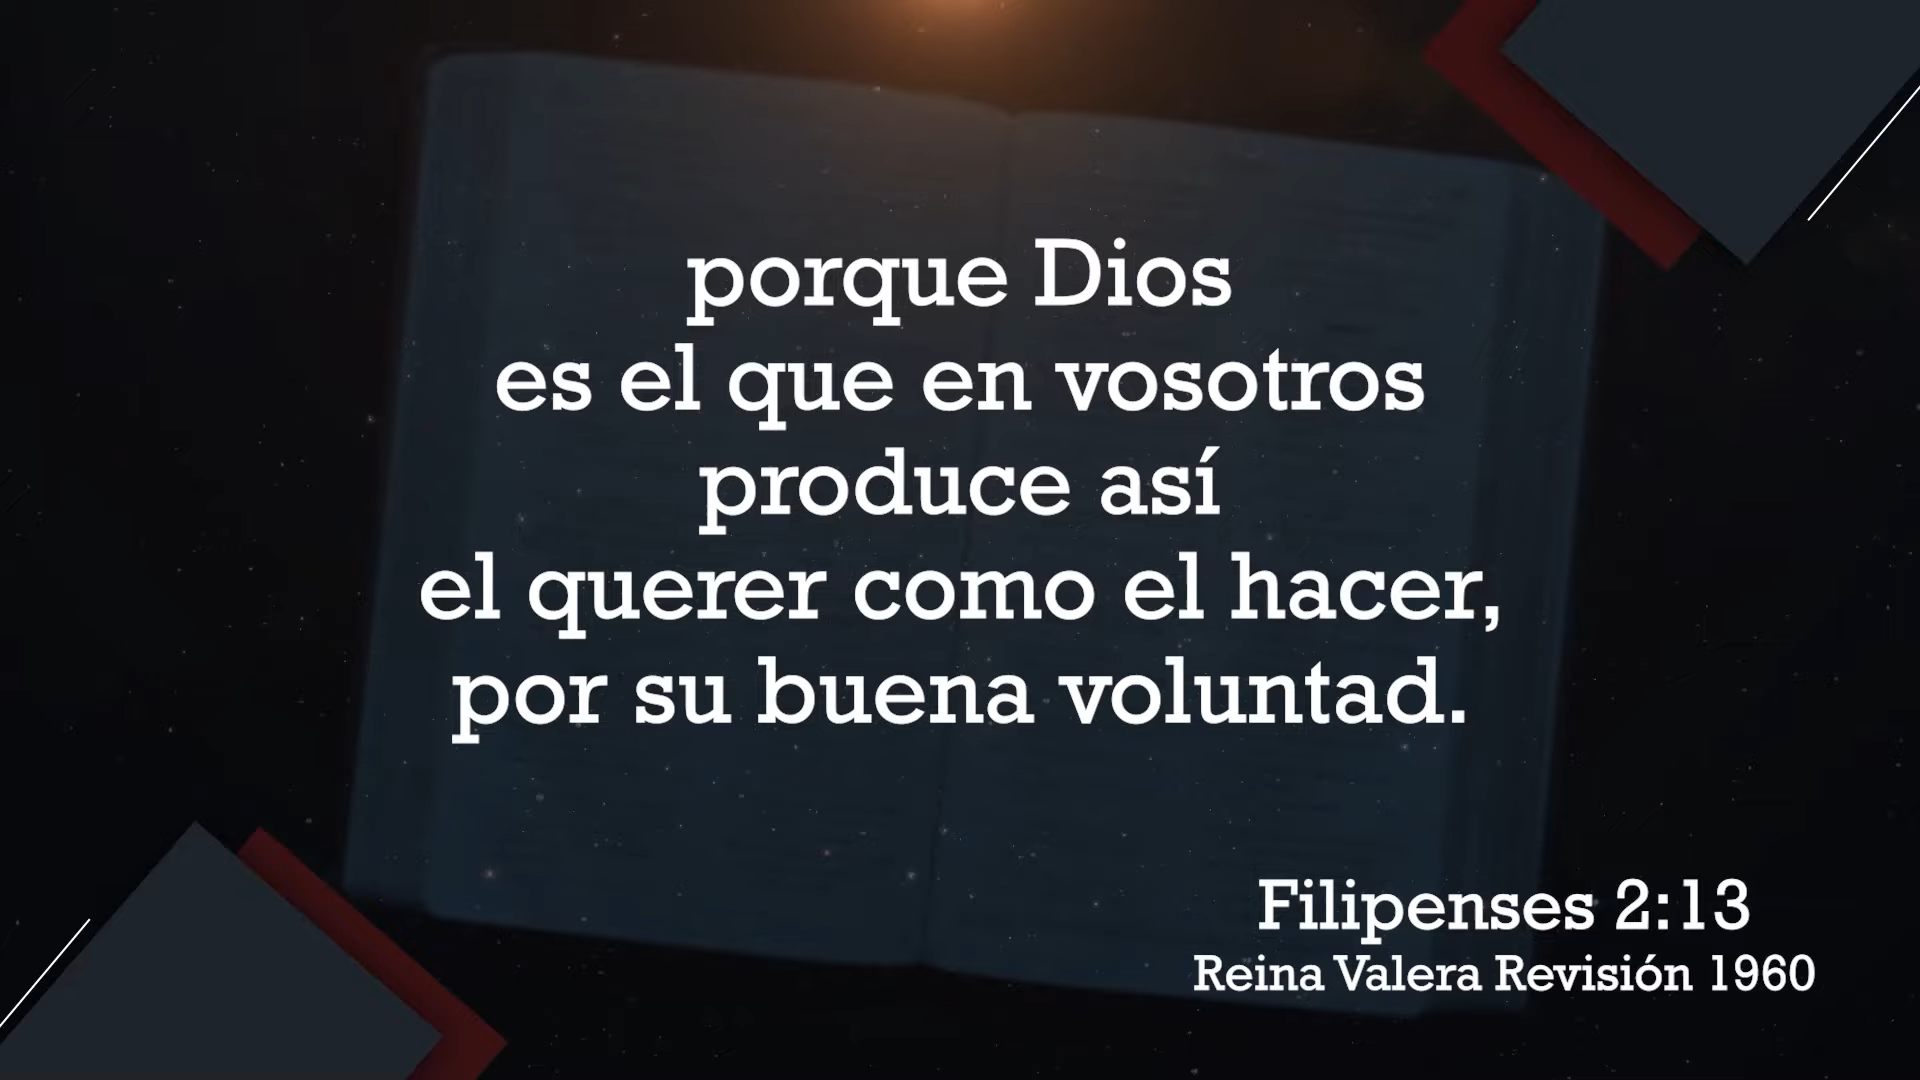 porque Dios
es el que en vosotros
produce así
el querer como el hacer,
por su buena voluntad.
Filipenses 2:13
Reina Valera Revisión 1960